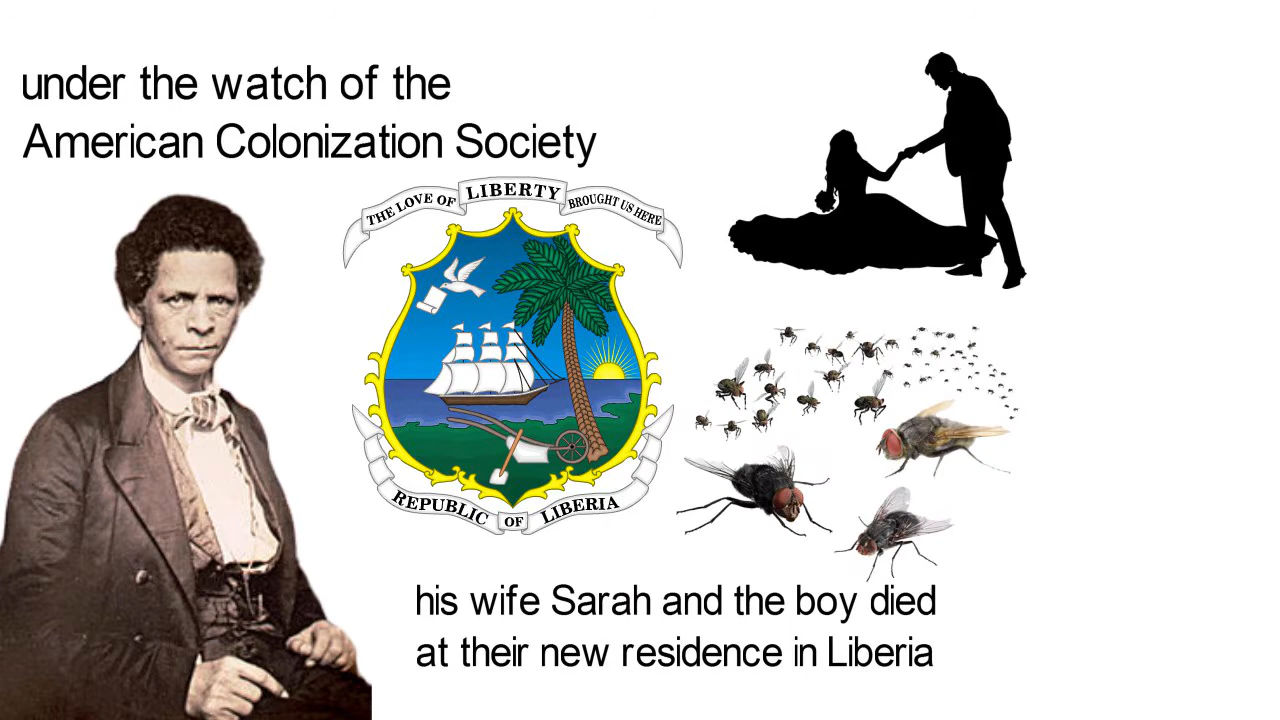 under the watch of the
American Colonization Society
THE LOVE OF LIBERTY BROUGHT US HERE
REPUBLIC OF LIBERIA
his wife Sarah and the boy died
at their new residence in Liberia